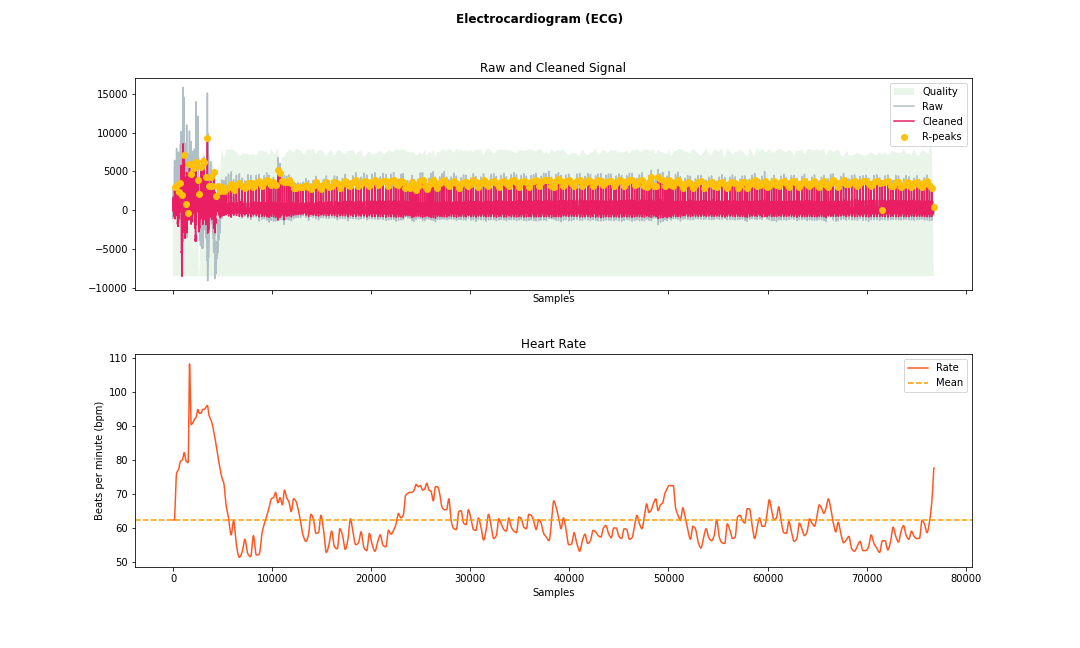 Electrocardiogram (ECG)
Raw and Cleaned Signal
15000
10000
5000
0
−5000
−10000
Quality
Raw
Cleaned
R-peaks
Samples
Heart Rate
110
100
90
80
70
60
50
Beats per minute (bpm)
Rate
Mean
0 10000 20000 30000 40000 50000 60000 70000 80000
Samples